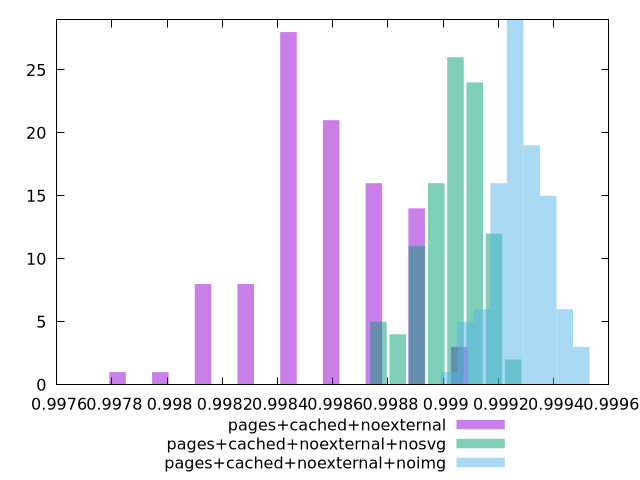 25
20
15
10
5
0
0.9976 0.9978 0.998 0.9982 0.9984 0.9986 0.9988 0.999 0.9992 0.9994 0.9996
pages+cached+noexternal
pages+cached+noexternal+nosvg
pages+cached+noexternal+noimg